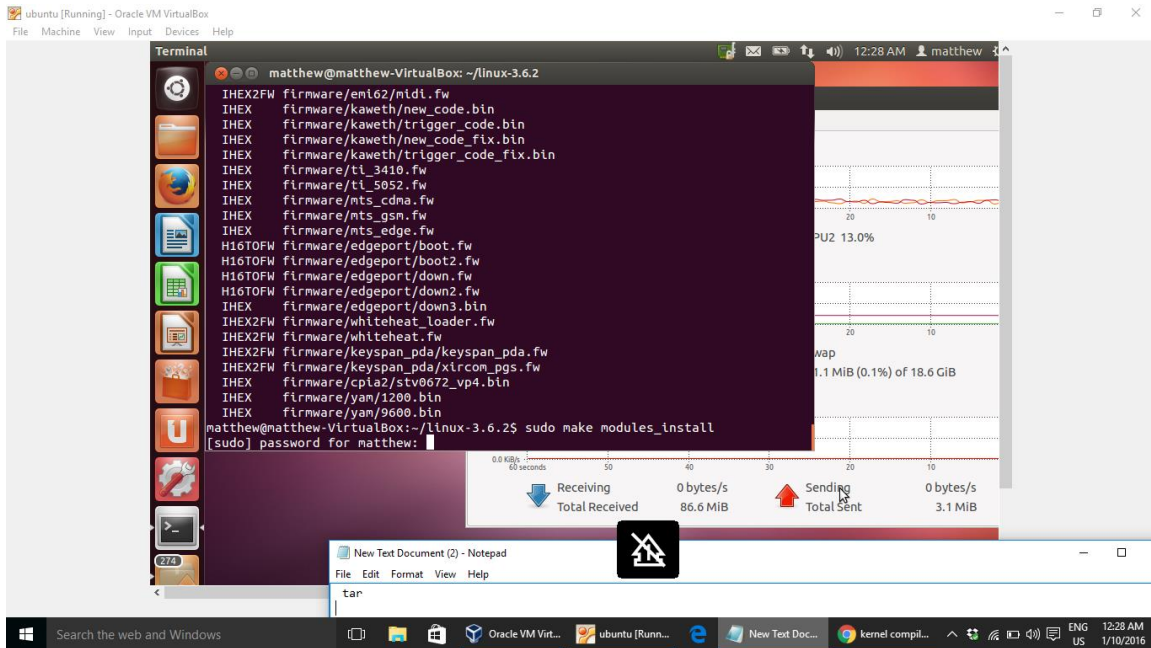 ubuntu [Running] - Oracle VM VirtualBox
File Machine View Input Devices Help
Terminal
12:28 AM matthew
matthew@matthew-VirtualBox: ~/linux-3.6.2
IHEX2FW firmware/emi62/midi.fw
IHEX firmware/kaweth/new_code.bin
IHEX firmware/kaweth/trigger_code.bin
IHEX firmware/kaweth/new_code_fix.bin
IHEX firmware/kaweth/trigger_code_fix.bin
IHEX firmware/ti_3410.fw
IHEX firmware/ti_5052.fw
IHEX firmware/mts_cdma.fw
IHEX firmware/mts_gsm.fw
IHEX firmware/mts_edge.fw
H16TOFW firmware/edgeport/boot.fw
H16TOFW firmware/edgeport/boot2.fw
H16TOFW firmware/edgeport/down.fw
H16TOFW firmware/edgeport/down2.fw
IHEX firmware/edgeport/down3.bin
IHEX2FW firmware/whiteheat_loader.fw
IHEX2FW firmware/whiteheat.fw
IHEX2FW firmware/keyspan_pda/keyspan_pda.fw
IHEX2FW firmware/keyspan_pda/xircom_pgs.fw
IHEX firmware/cpia2/stv0672_vp4.bin
IHEX firmware/yam/1200.bin
IHEX firmware/yam/9600.bin
matthew@matthew-VirtualBox:~/linux-3.6.2$ sudo make modules_install
[sudo] password for matthew:
20 10
PU2 13.0%
20 10
wap
1.1 MiB (0.1%) of 18.6 GiB
0.0 KiB/s
60 seconds 50 40 30 20 10
Receiving 0 bytes/s Sending 0 bytes/s
Total Received 86.6 MiB Total Sent 3.1 MiB
274
New Text Document (2) - Notepad
File Edit Format View Help
tar
Search the web and Windows
Oracle VM Virt... ubuntu [Runn... New Text Doc... kernel compil... ENG 12:28 AM
US 1/10/2016